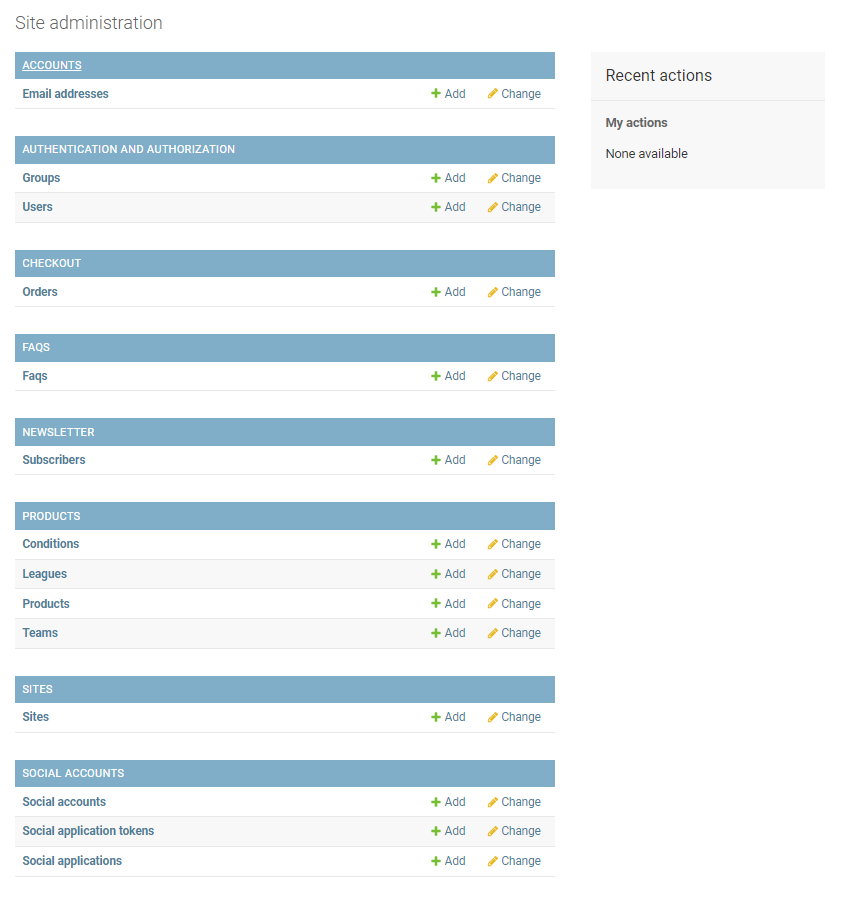 Site administration
ACCOUNTS
Email addresses Add Change
AUTHENTICATION AND AUTHORIZATION
Groups Add Change
Users Add Change
CHECKOUT
Orders Add Change
FAQS
Faqs Add Change
NEWSLETTER
Subscribers Add Change
PRODUCTS
Conditions Add Change
Leagues Add Change
Products Add Change
Teams Add Change
SITES
Sites Add Change
SOCIAL ACCOUNTS
Social accounts Add Change
Social application tokens Add Change
Social applications Add Change
Recent actions
My actions
None available